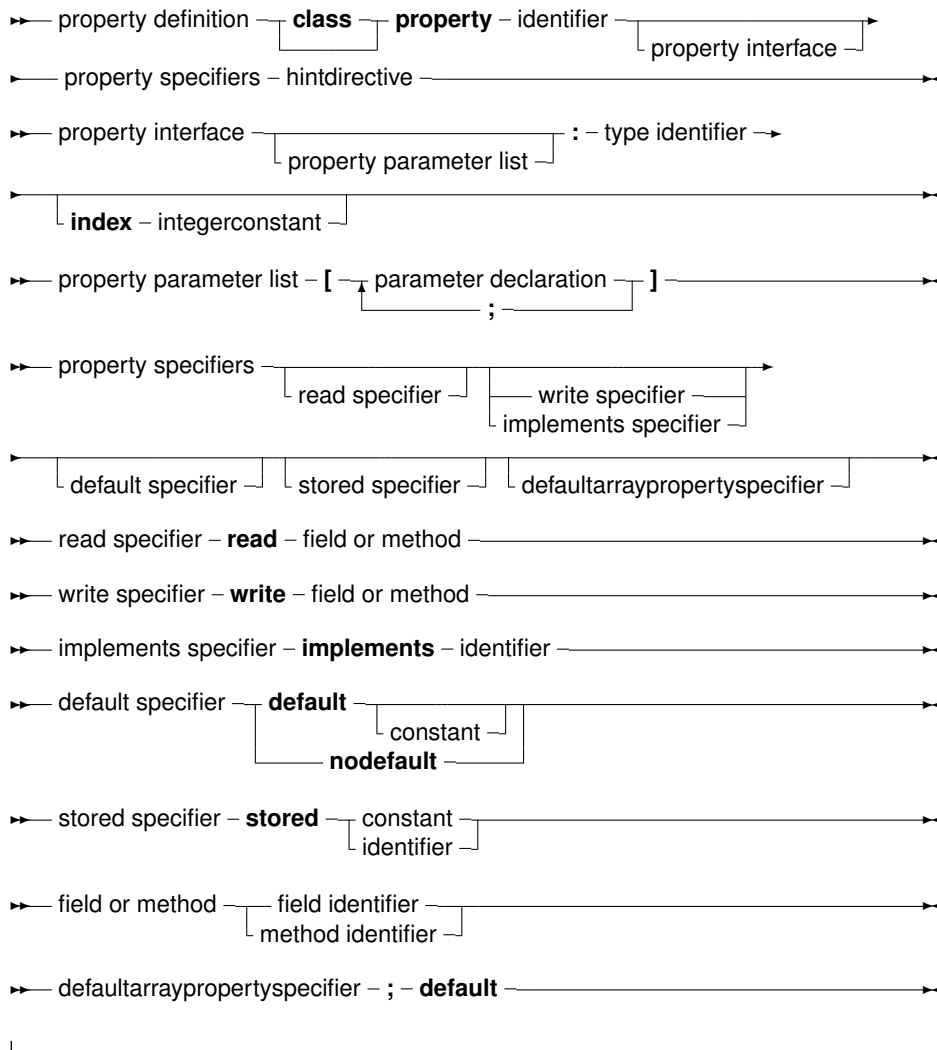 property definition class property identifier
property interface
property specifiers hintdirective
property interface : type identifier
property parameter list
index integerconstant
property parameter list [ parameter declaration ]
;
property specifiers
read specifier write specifier
implements specifier
default specifier stored specifier defaultarraypropertyspecifier
read specifier read field or method
write specifier write field or method
implements specifier implements identifier
default specifier default
constant
nodefault
stored specifier stored constant
identifier
field or method field identifier
method identifier
defaultarraypropertyspecifier ; default